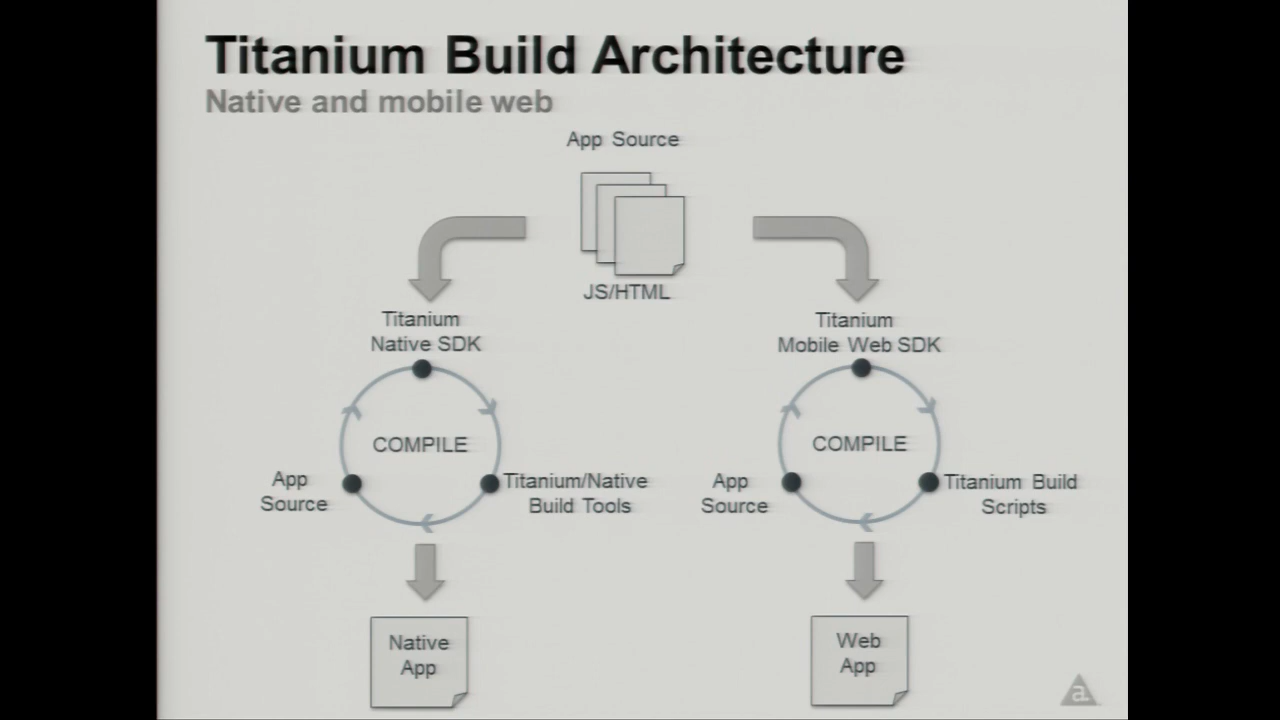 Titanium Build Architecture
Native and mobile web
App Source
JS/HTML
Titanium
Native SDK
COMPILE
App
Source
Titanium/Native
Build Tools
Native
App
Titanium
Mobile Web SDK
COMPILE
App
Source
Titanium Build
Scripts
Web
App
a